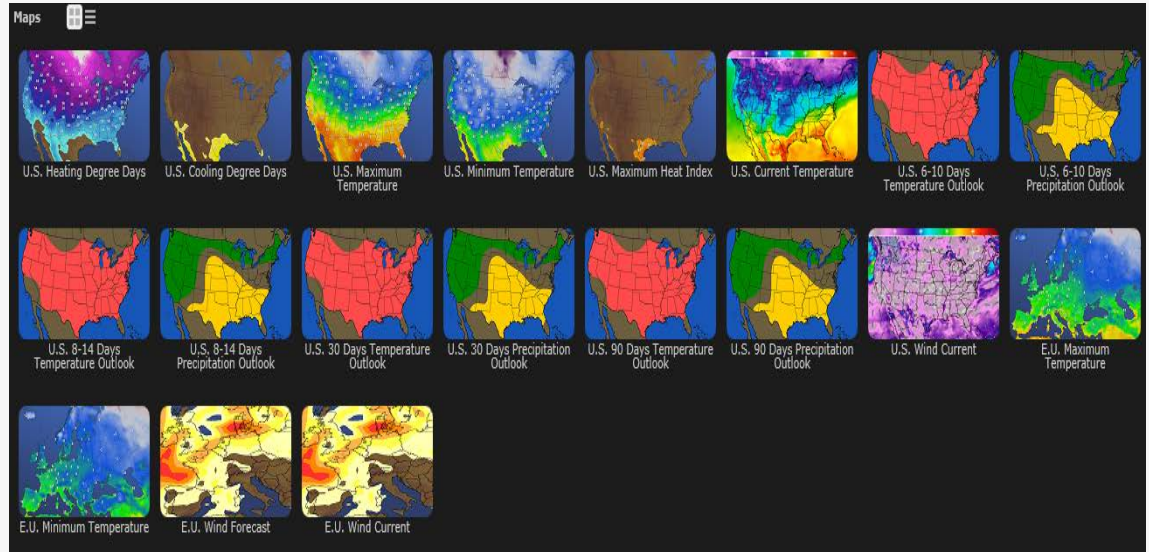 Maps
U.S. Heating Degree Days
U.S. Cooling Degree Days
U.S. Maximum
Temperature
U.S. Minimum Temperature
U.S. Maximum Heat Index
U.S. Current Temperature
U.S. 6-10 Days
Temperature Outlook
U.S. 6-10 Days
Precipitation Outlook
U.S. 8-14 Days
Temperature Outlook
U.S. 8-14 Days
Precipitation Outlook
U.S. 30 Days Temperature
Outlook
U.S. 30 Days Precipitation
Outlook
U.S. 90 Days Temperature
Outlook
U.S. 90 Days Precipitation
Outlook
U.S. Wind Current
E.U. Maximum
Temperature
E.U. Minimum Temperature
E.U. Wind Forecast
E.U. Wind Current